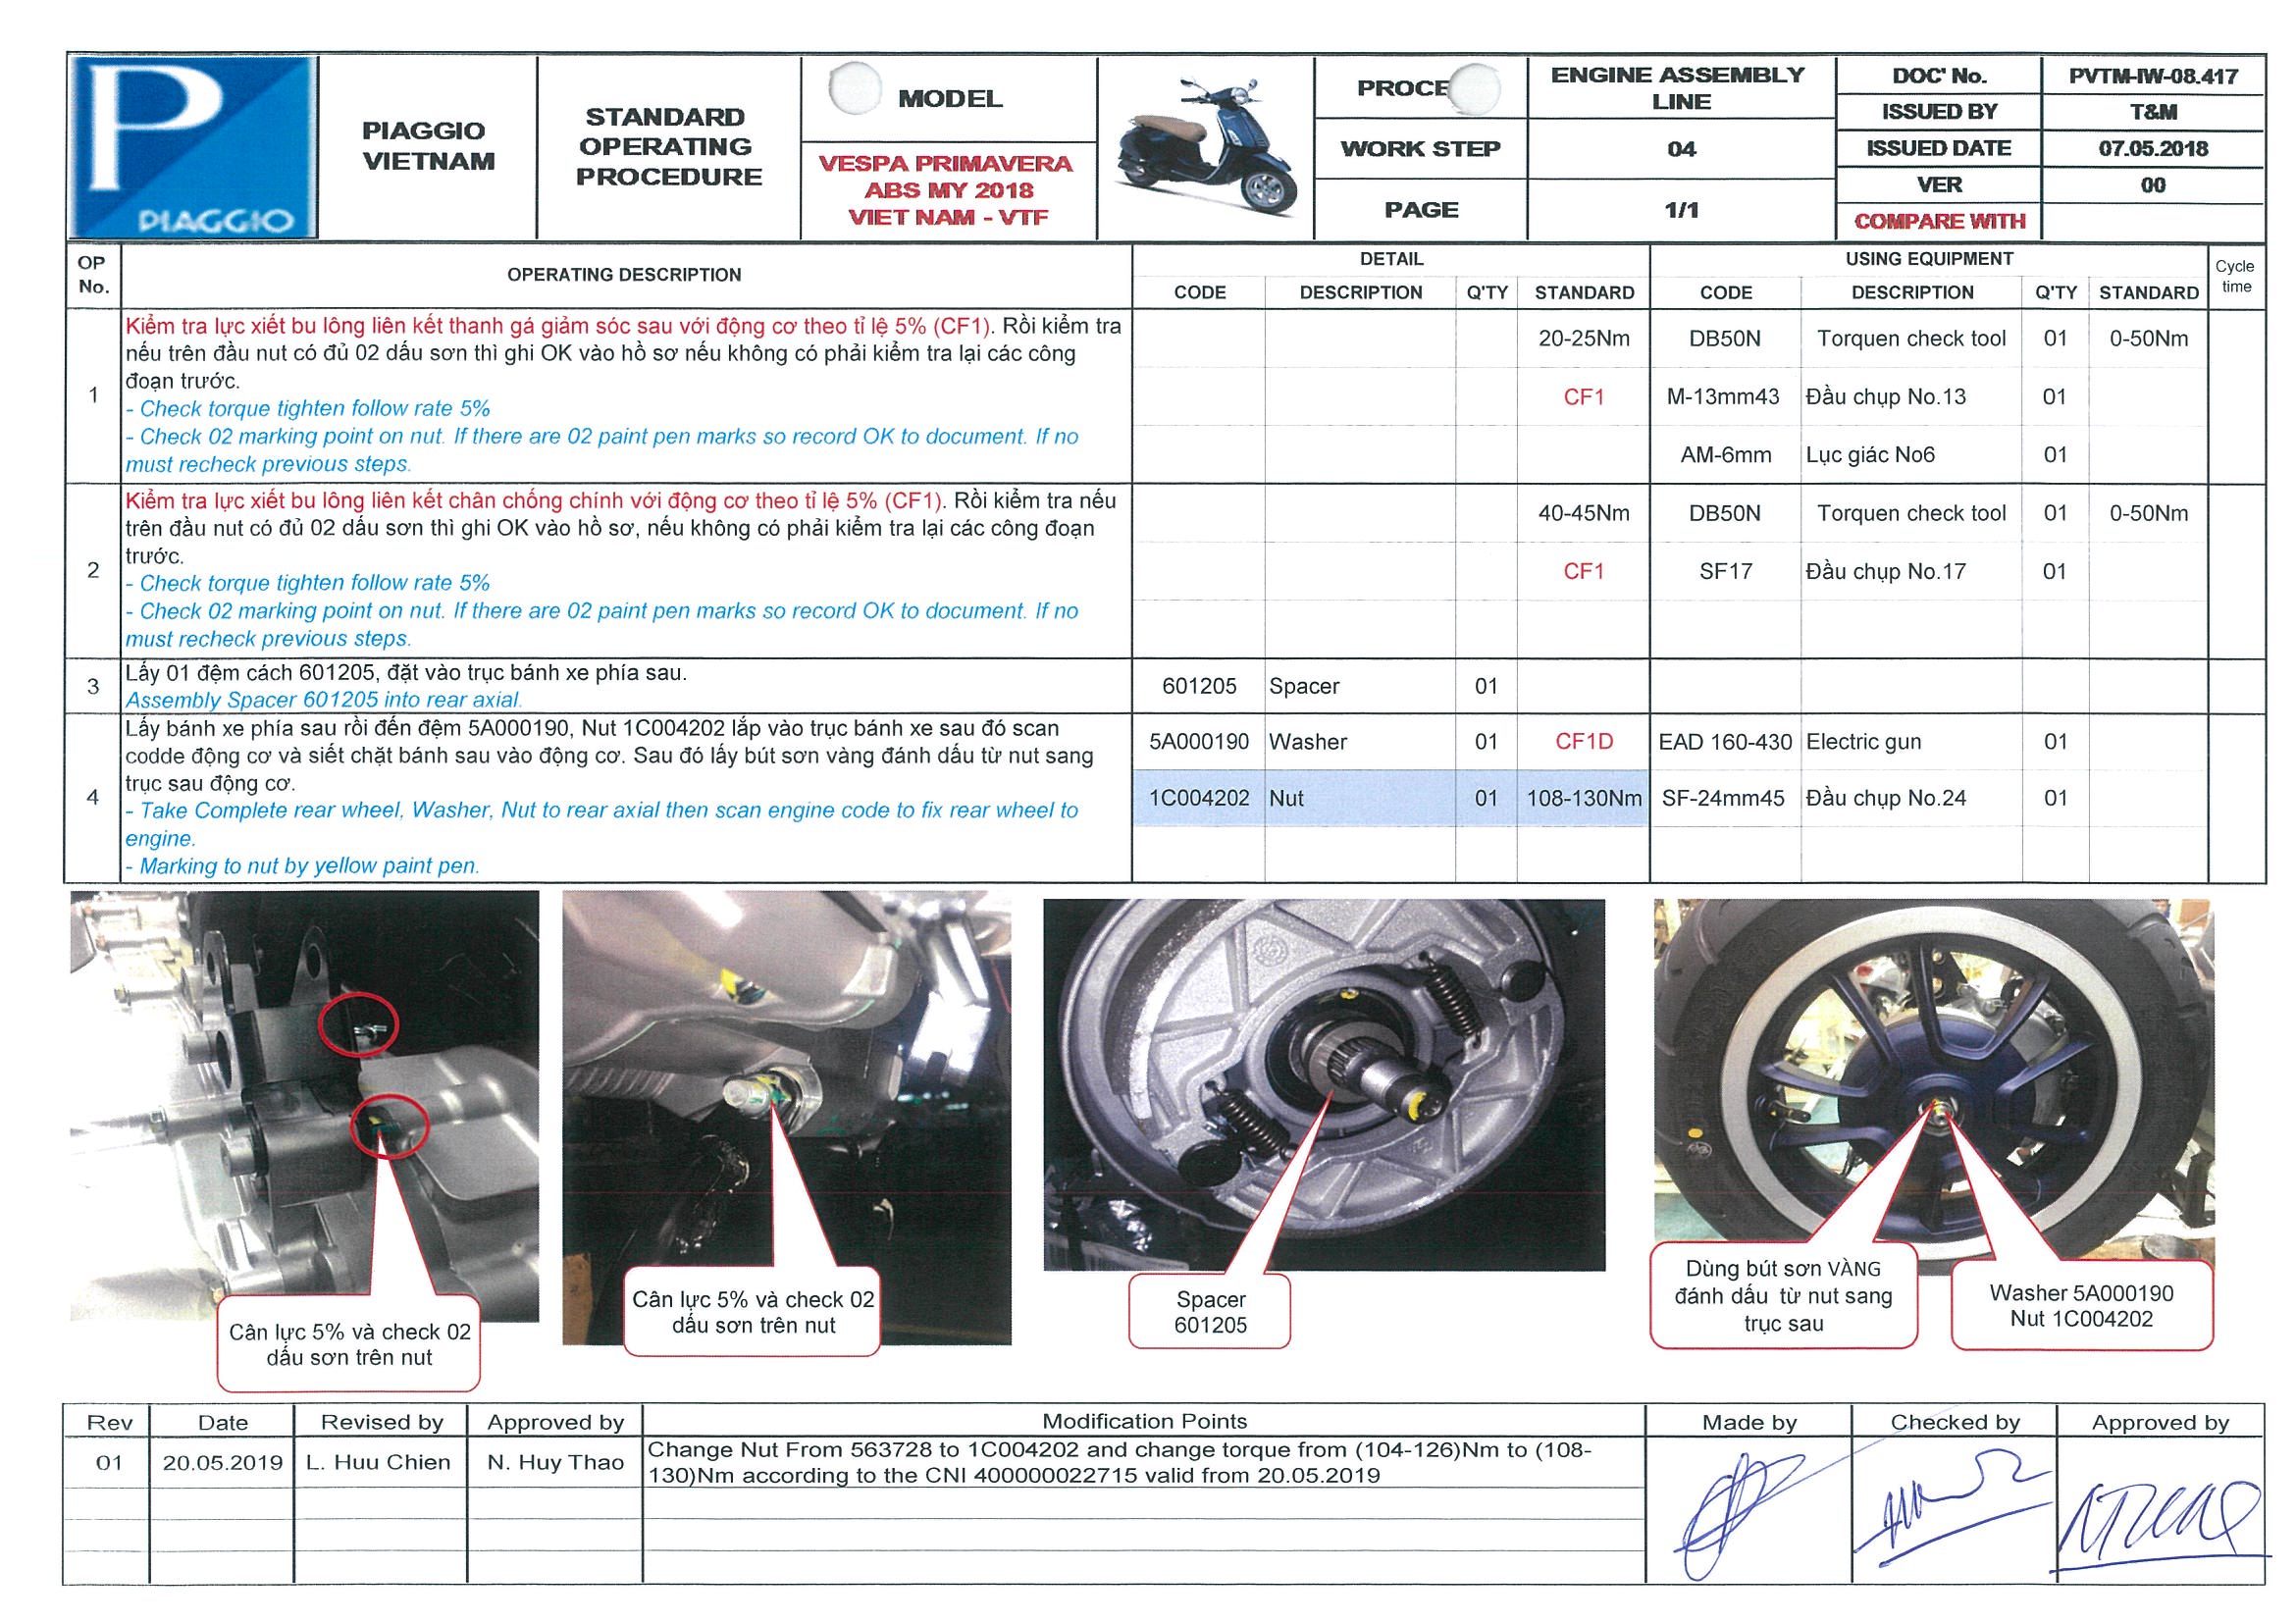 PIAGGIO
PIAGGIO
VIETNAM
STANDARD
OPERATING
PROCEDURE
MODEL
VESPA PRIMAVERA
ABS MY 2018
VIET NAM - VTF
PROCE
ENGINE ASSEMBLY
LINE
WORK STEP
04
PAGE
1/1
DOC' No.
PVTM-IW-08.417
ISSUED BY
T&M
ISSUED DATE
07.05.2018
VER
00
COMPARE WITH
OP
No.
OPERATING DESCRIPTION
DETAIL
USING EQUIPMENT
Cycle
time
CODE DESCRIPTION Q'TY STANDARD CODE DESCRIPTION Q'TY STANDARD
1
Kiểm tra lực xiết bu lông liên kết thanh gá giảm sóc sau với động cơ theo tỉ lệ 5% (CF1). Rồi kiểm tra
nếu trên đầu nut có đủ 02 dấu sơn thì ghi OK vào hồ sơ nếu không có phải kiểm tra lại các công
đoạn trước.
- Check torque tighten follow rate 5%
- Check 02 marking point on nut. If there are 02 paint pen marks so record OK to document. If no
must recheck previous steps.
20-25Nm DB50N Torquen check tool 01 0-50Nm
CF1 M-13mm43 Đầu chụp No.13 01
AM-6mm Lục giác No6 01
2
Kiểm tra lực xiết bu lông liên kết chân chống chính với động cơ theo tỉ lệ 5% (CF1). Rồi kiểm tra nếu
trên đầu nut có đủ 02 dấu sơn thì ghi OK vào hồ sơ, nếu không có phải kiểm tra lại các công đoạn
trước.
- Check torque tighten follow rate 5%
- Check 02 marking point on nut. If there are 02 paint pen marks so record OK to document. If no
must recheck previous steps.
40-45Nm DB50N Torquen check tool 01 0-50Nm
CF1 SF17 Đầu chụp No.17 01
3
Lấy 01 đệm cách 601205, đặt vào trục bánh xe phía sau.
Assembly Spacer 601205 into rear axial.
601205 Spacer 01
4
Lấy bánh xe phía sau rồi đến đệm 5A000190, Nut 1C004202 lắp vào trục bánh xe sau đó scan
codde động cơ và siết chặt bánh sau vào động cơ. Sau đó lấy bút sơn vàng đánh dấu từ nut sang
trục sau động cơ.
- Take Complete rear wheel, Washer, Nut to rear axial then scan engine code to fix rear wheel to
engine.
- Marking to nut by yellow paint pen.
5A000190 Washer 01 CF1D EAD 160-430 Electric gun 01
1C004202 Nut 01 108-130Nm SF-24mm45 Đầu chụp No.24 01
Cân lực 5% và check 02
dấu sơn trên nut
Cân lực 5% và check 02
dấu sơn trên nut
Spacer
601205
Dùng bút sơn VÀNG
đánh dấu từ nut sang
trục sau
Washer 5A000190
Nut 1C004202
Rev Date Revised by Approved by Modification Points Made by Checked by Approved by
01 20.05.2019 L. Huu Chien N. Huy Thao
Change Nut From 563728 to 1C004202 and change torque from (104-126)Nm to (108-
130)Nm according to the CNI 400000022715 valid from 20.05.2019